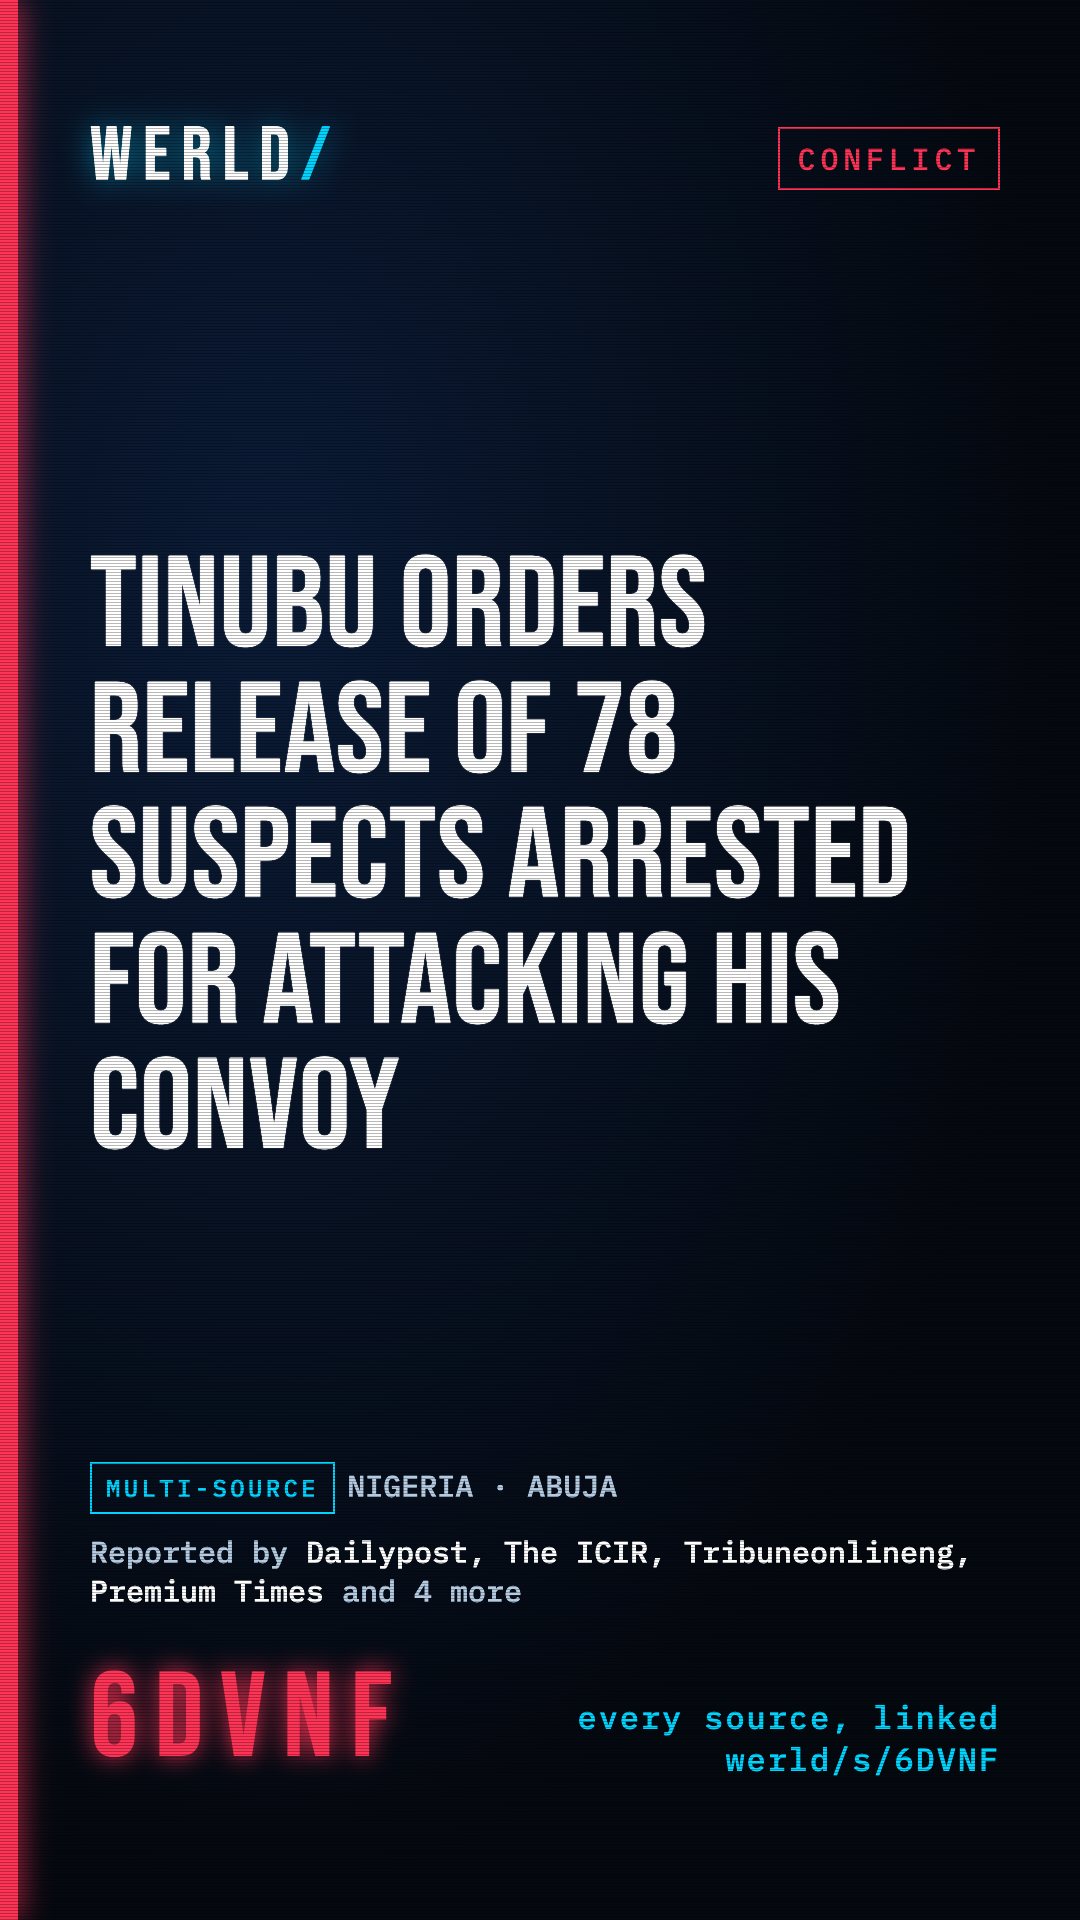 WERLD/
CONFLICT
TINUBU ORDERS
RELEASE OF 78
SUSPECTS ARRESTED
FOR ATTACKING HIS
CONVOY
MULTI-SOURCE NIGERIA · ABUJA
Reported by Dailypost, The ICIR, Tribuneonlineng,
Premium Times and 4 more
6DVNF
every source, linked
werld/s/6DVNF